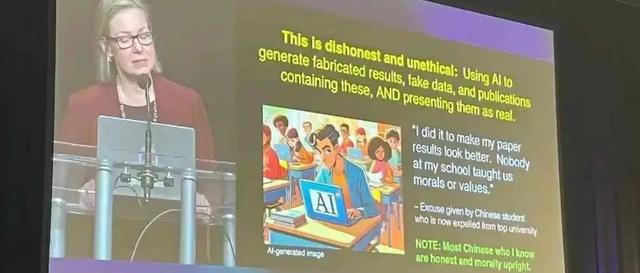 This is dishonest and unethical: Using AI to
generate fabricated results, fake data, and publications
containing these, AND presenting them as real.
AI
AI-generated image
"I did it to make my paper
results look better. Nobody
at my school taught us
morals or values."
– Excuse given by Chinese student
who is now expelled from top university
NOTE: Most Chinese who I know
are honest and morally upright.